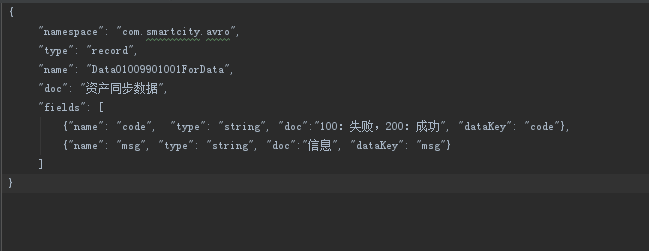 {
"namespace": "com.smartcity.avro",
"type": "record",
"name": "Data01009901001ForData",
"doc": "资产同步数据",
"fields": [
{"name": "code", "type": "string", "doc":"100：失败，200：成功", "dataKey": "code"},
{"name": "msg", "type": "string", "doc":"信息", "dataKey": "msg"}
]
}